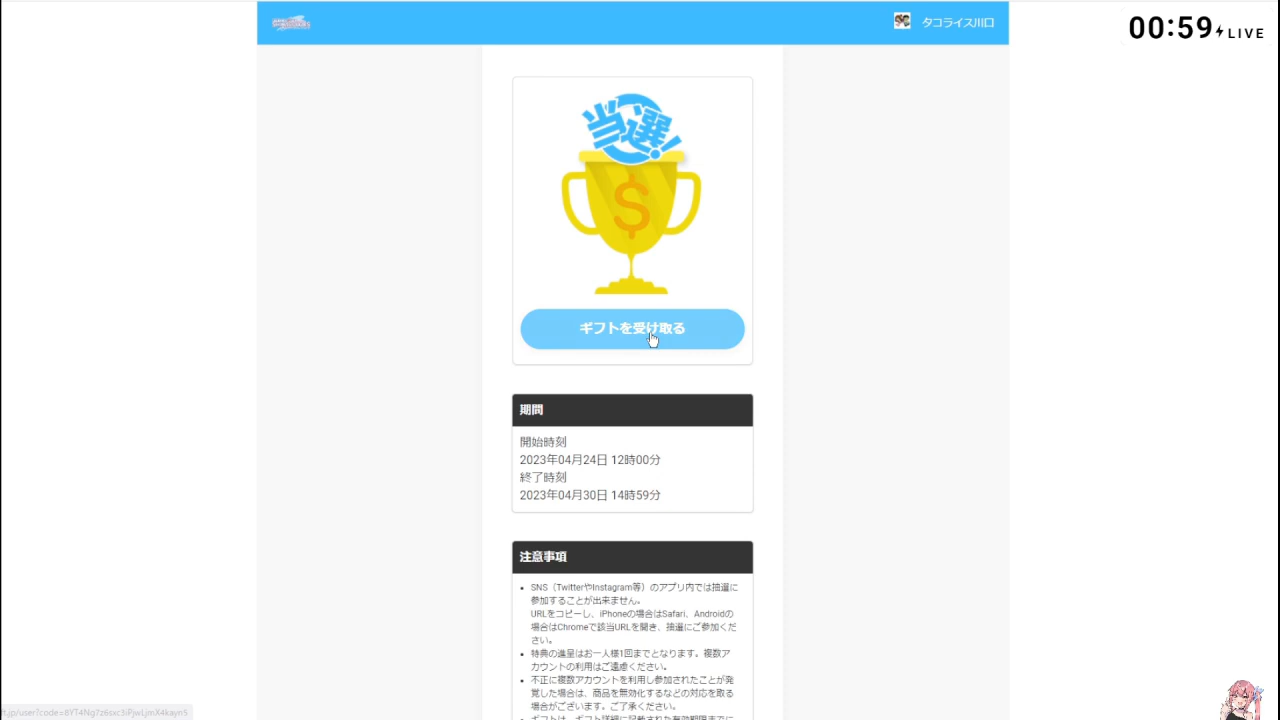 タコライス川口
00:59 LIVE
当選!
$
ギフトを受け取る
期間
開始時刻
2023年04月24日 12時00分
終了時刻
2023年04月30日 14時59分
注意事項
• SNS（TwitterやInstagram等）のアプリ内では抽選に
参加することが出来ません。
URLをコピーし、iPhoneの場合はSafari、Androidの
場合はChromeで該当URLを開き、抽選にご参加くだ
さい。
• 特典の進呈はお一人様1回までとなります。複数ア
カウントの利用はご遠慮ください。
• 不正に複数アカウントを利用し参加されたことが発
覚した場合は、商品を無効化するなどの対応を取る
場合がございます。ご了承ください。